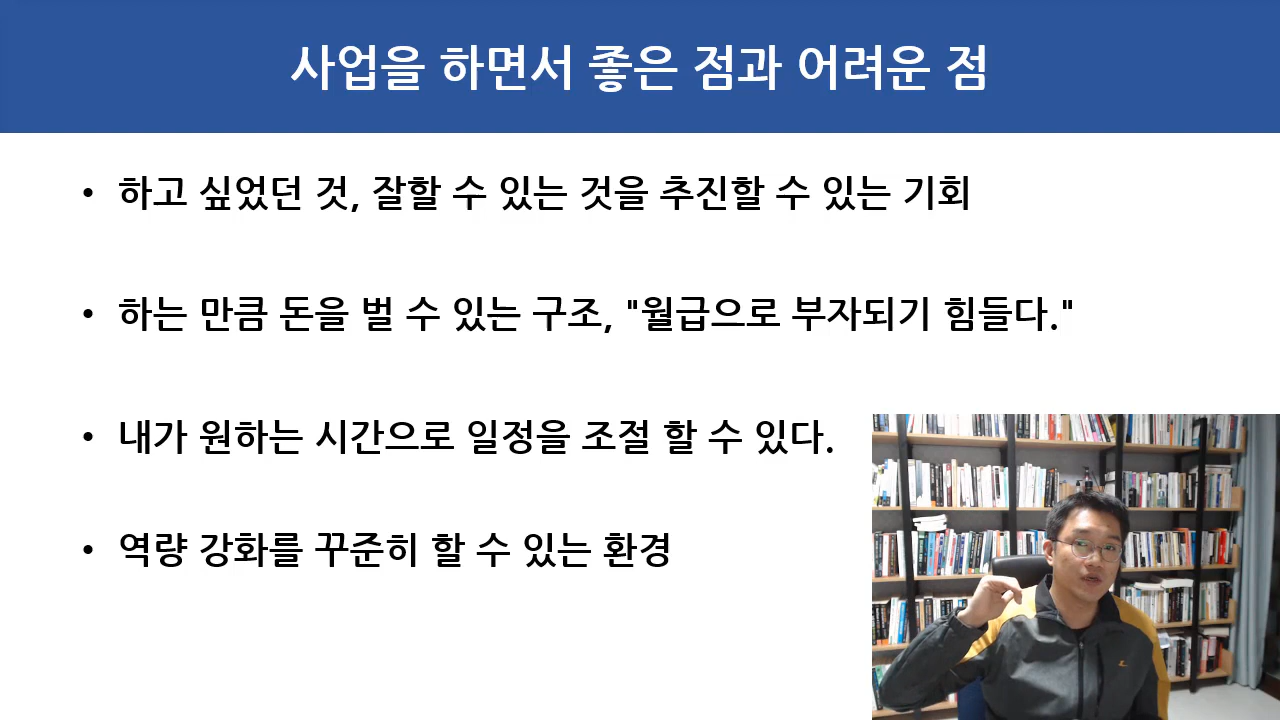 사업을 하면서 좋은 점과 어려운 점
• 하고 싶었던 것, 잘할 수 있는 것을 추진할 수 있는 기회
• 하는 만큼 돈을 벌 수 있는 구조, "월급으로 부자되기 힘들다."
• 내가 원하는 시간으로 일정을 조절 할 수 있다.
• 역량 강화를 꾸준히 할 수 있는 환경